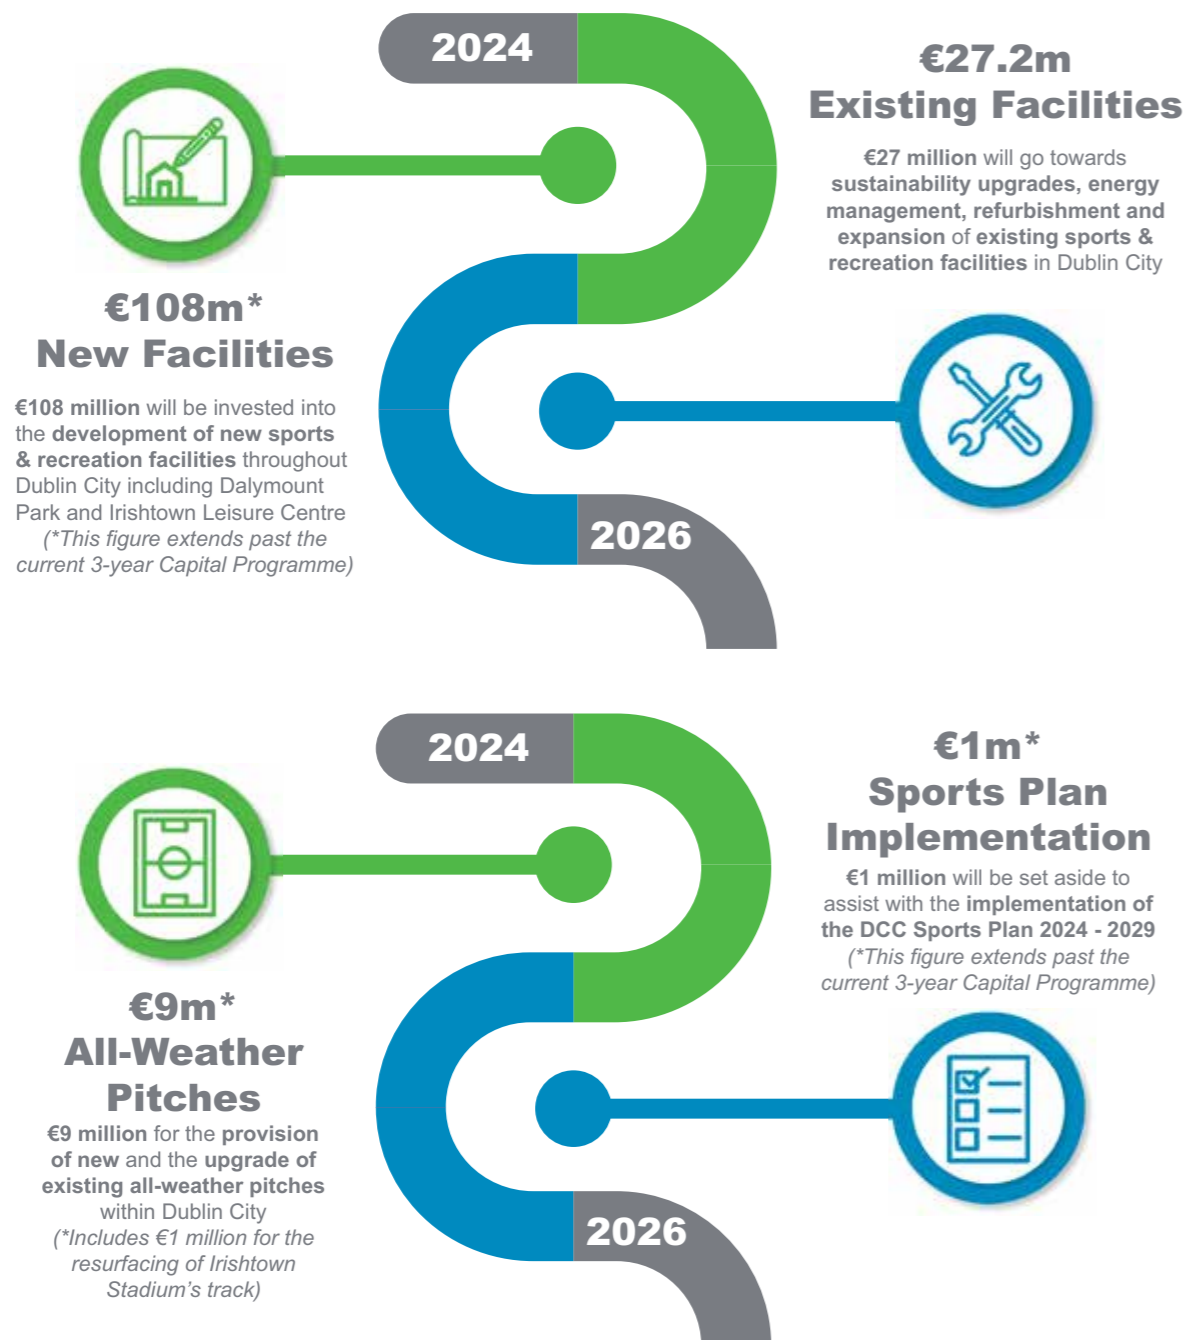 2024
€108m*
New Facilities
€108 million will be invested into
the development of new sports
& recreation facilities throughout
Dublin City including Dalymount
Park and Irishtown Leisure Centre
(*This figure extends past the
current 3-year Capital Programme)
€27.2m
Existing Facilities
€27 million will go towards
sustainability upgrades, energy
management, refurbishment and
expansion of existing sports &
recreation facilities in Dublin City
2026
2024
€9m*
All-Weather
Pitches
€9 million for the provision
of new and the upgrade of
existing all-weather pitches
within Dublin City
(*Includes €1 million for the
resurfacing of Irishtown
Stadium's track)
€1m*
Sports Plan
Implementation
€1 million will be set aside to
assist with the implementation of
the DCC Sports Plan 2024 - 2029
(*This figure extends past the
current 3-year Capital Programme)
2026